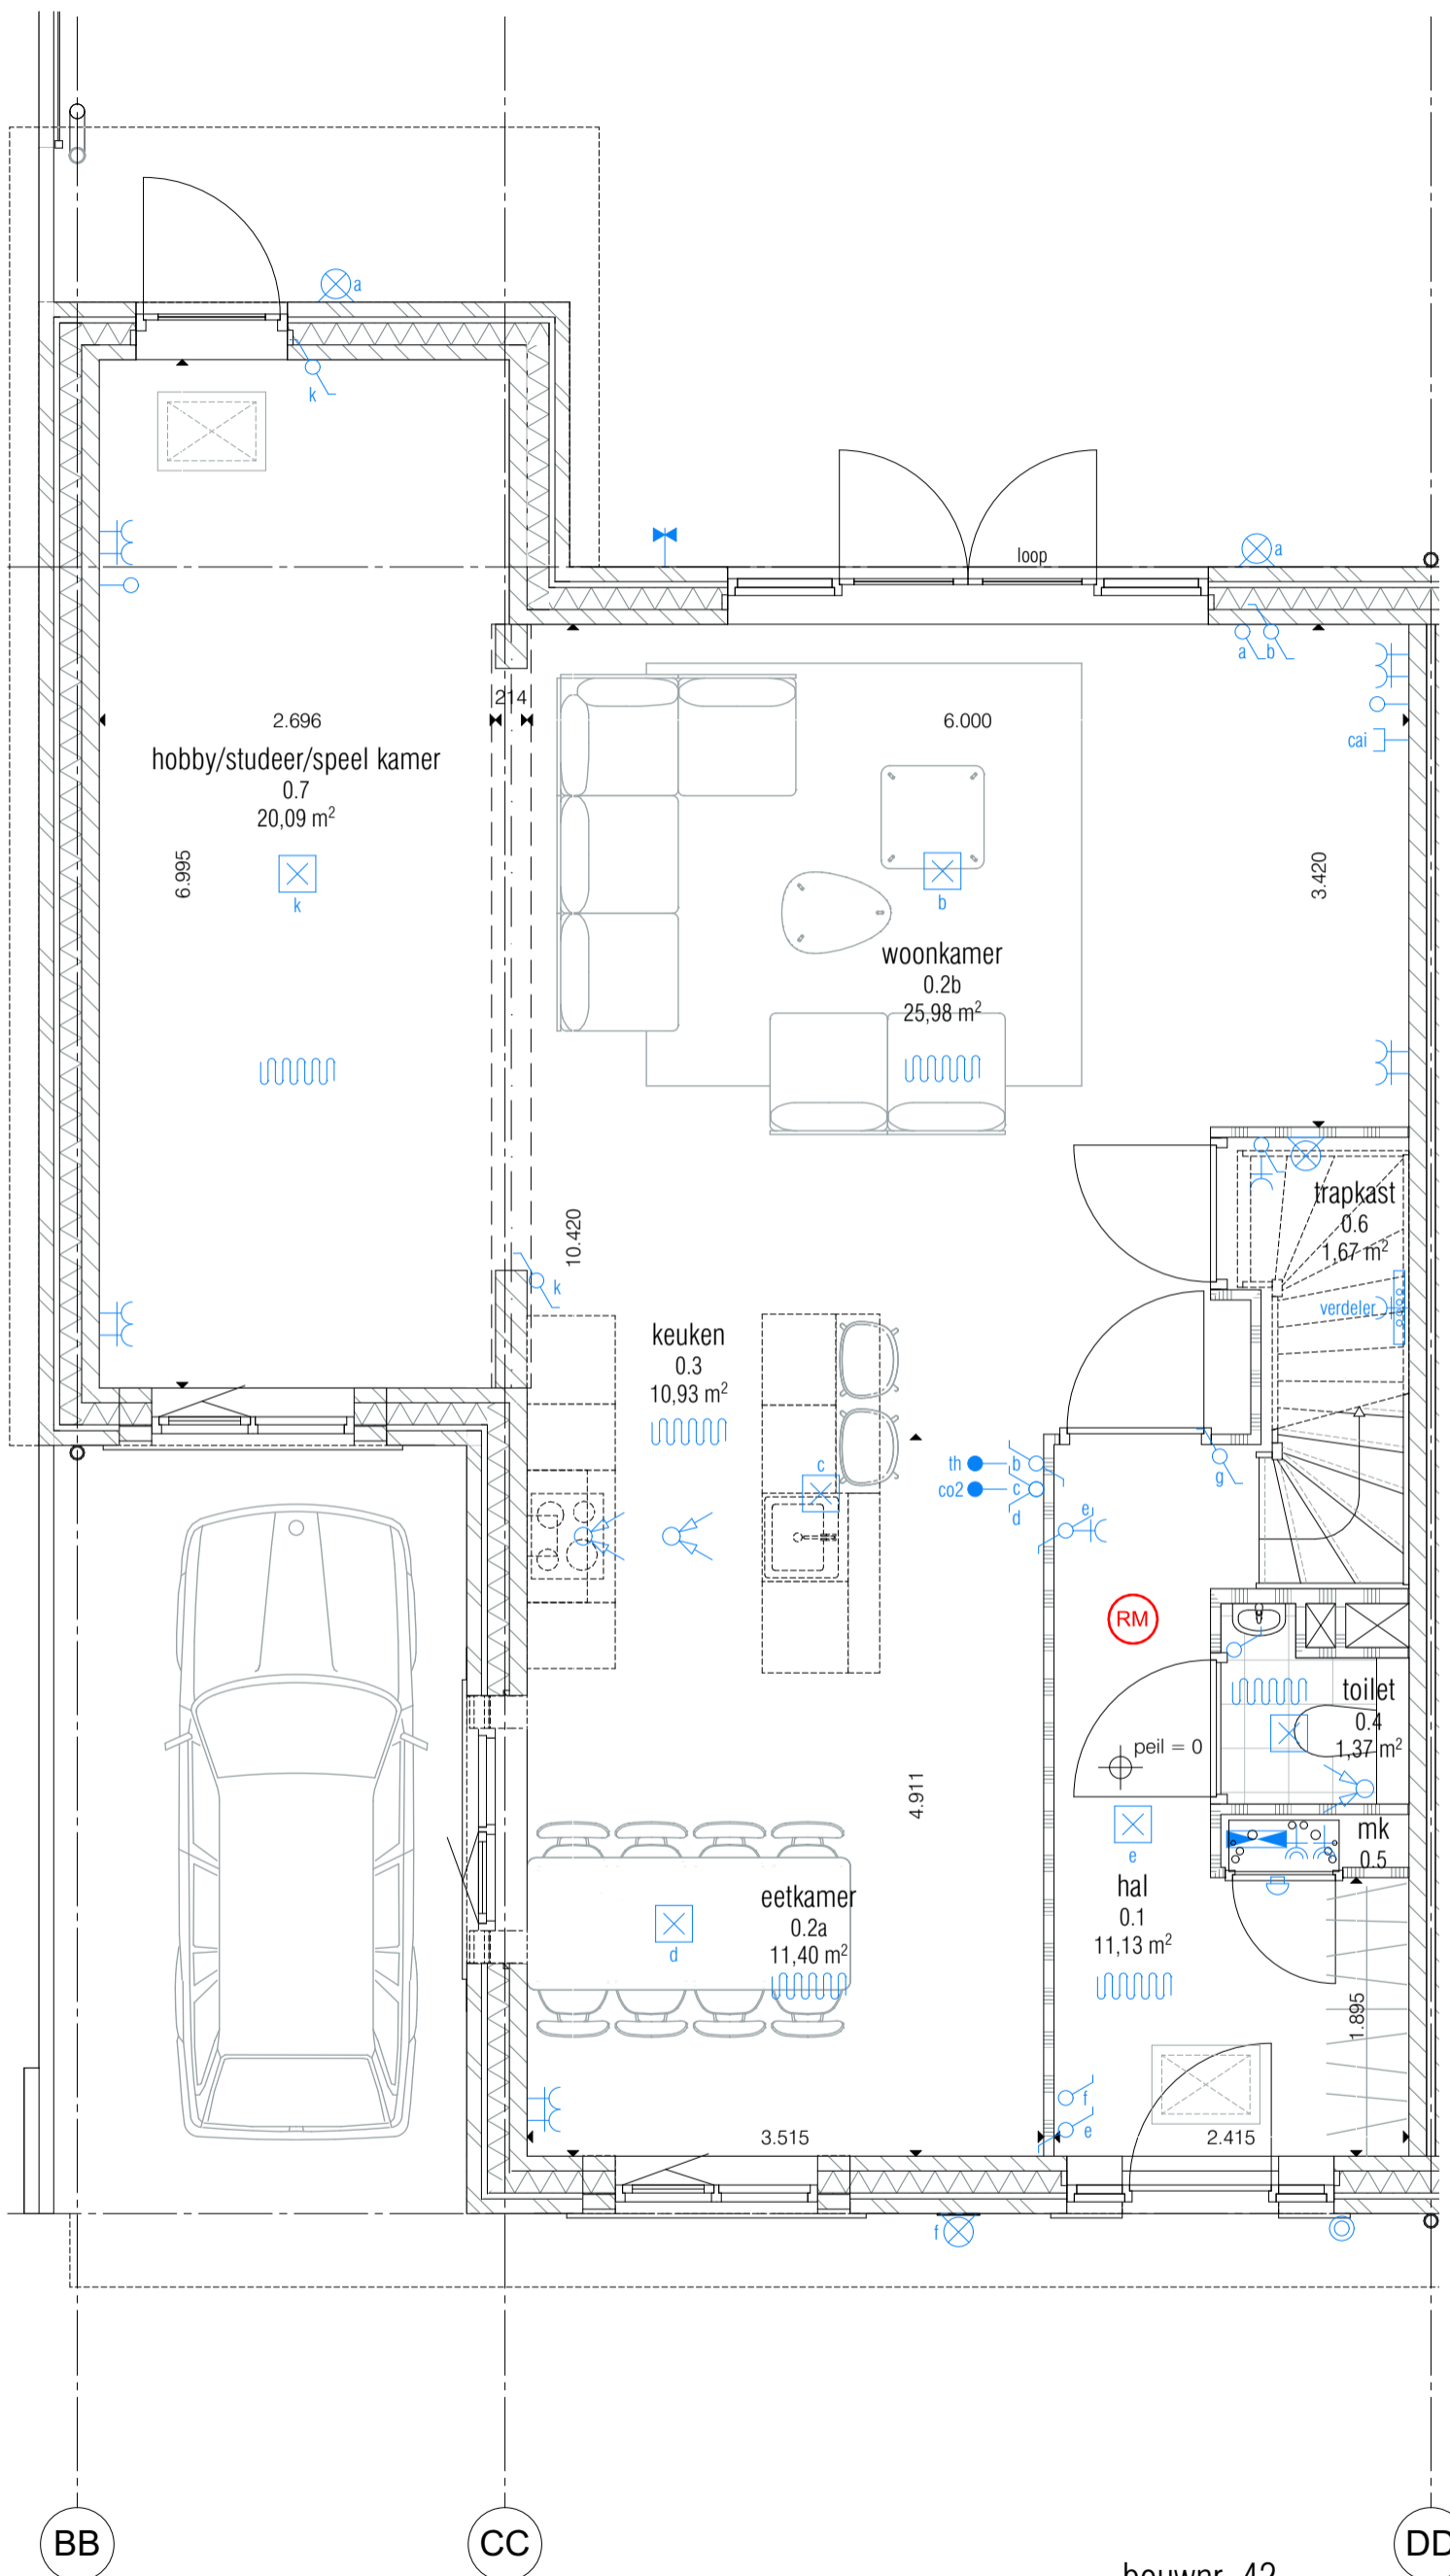 a
k
loop
a
a b
214
2.696
6.000
hobby/studeer/speel kamer
0.7
20,09 m²
cai
6.995
k
b
3.420
woonkamer
0.2b
25,98 m²
trapkast
0.6
1,67 m²
10.420
k
verdeler
keuken
0.3
10,93 m²
c
th b
co2 c
d
g
e
RM
toilet
0.4
1,37 m²
peil = 0
4.911
e
mk
0.5
hal
0.1
11,13 m²
eetkamer
0.2a
11,40 m²
d
1.895
f
e
3.515
2.415
f
BB
CC